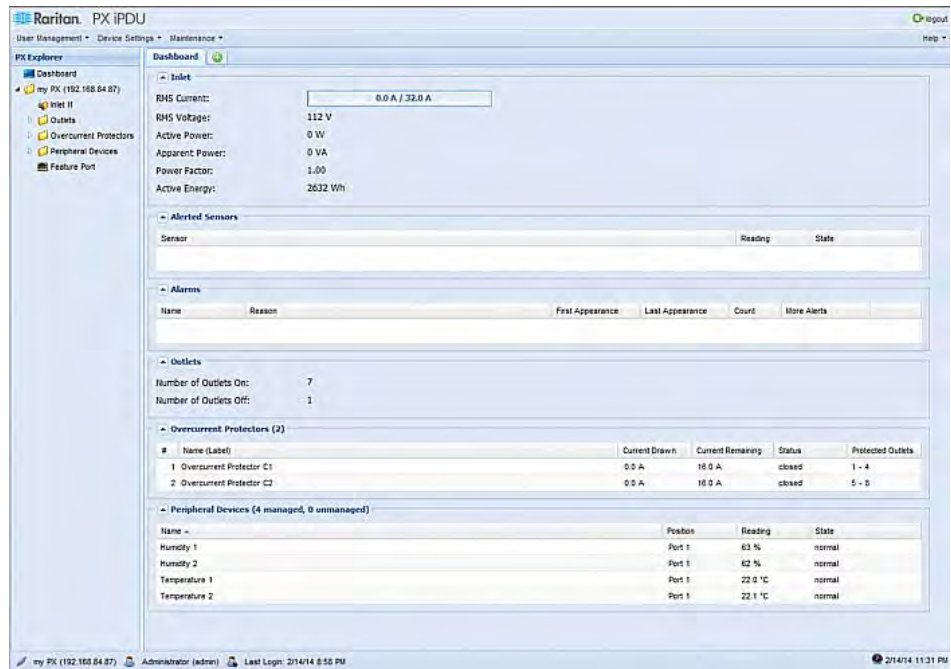 Raritan. PX iPDU
logout
User Management Device Settings Maintenance Help
PX Explorer
Dashboard
my PX (192.168.84.87)
Inlet I1
Outlets
Overcurrent Protectors
Peripheral Devices
Feature Port
Dashboard
Inlet
RMS Current: 0.0 A / 32.0 A
RMS Voltage: 112 V
Active Power: 0 W
Apparent Power: 0 VA
Power Factor: 1.00
Active Energy: 2632 Wh
Alerted Sensors
Sensor Reading State
Alarms
Name Reason First Appearance Last Appearance Count More Alerts
Outlets
Number of Outlets On: 7
Number of Outlets Off: 1
Overcurrent Protectors (2)
# Name (Label) Current Drawn Current Remaining Status Protected Outlets
1 Overcurrent Protector C1 0.0 A 16.0 A closed 1 - 4
2 Overcurrent Protector C2 0.0 A 16.0 A closed 5 - 8
Peripheral Devices (4 managed, 0 unmanaged)
Name Position Reading State
Humidity 1 Port 1 63 % normal
Humidity 2 Port 1 62 % normal
Temperature 1 Port 1 22.0 °C normal
Temperature 2 Port 1 22.1 °C normal
my PX (192.168.84.87) Administrator (admin) Last Login: 2/14/14 8:58 PM 2/14/14 11:31 PM